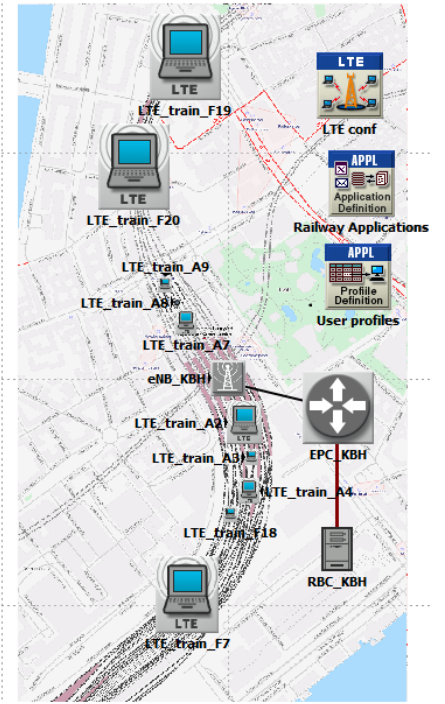 LTE
LTE_train_F19
LTE
LTE conf
LTE
LTE_train_F20
APPL
Application
Definition
Railway Applications
APPL
Profile
Definition
User profiles
LTE_train_A9
LTE_train_A8
LTE_train_A7
eNB_KBH
LTE_train_A2
LTE
EPC_KBH
LTE_train_A3
LTE_train_A4
LTE_train_F18
RBC_KBH
LTE
LTE_train_F7